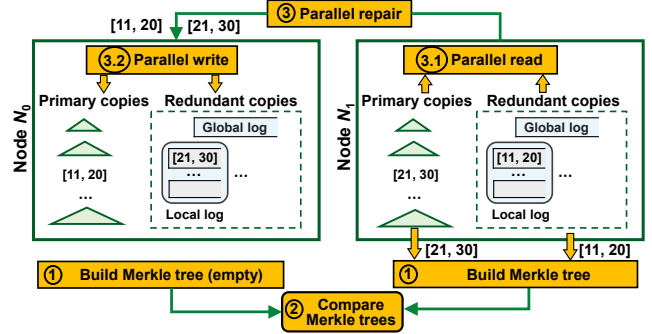 ③ Parallel repair
[11, 20] [21, 30]
Node N0
3.2 Parallel write
Primary copies Redundant copies
Global log
[21, 30]
[11, 20]
... ...
...
Local log
Node N1
3.1 Parallel read
Primary copies Redundant copies
Global log
[11, 20]
[21, 30]
... ...
...
Local log
[21, 30] [11, 20]
① Build Merkle tree (empty)
① Build Merkle tree
② Compare
Merkle trees